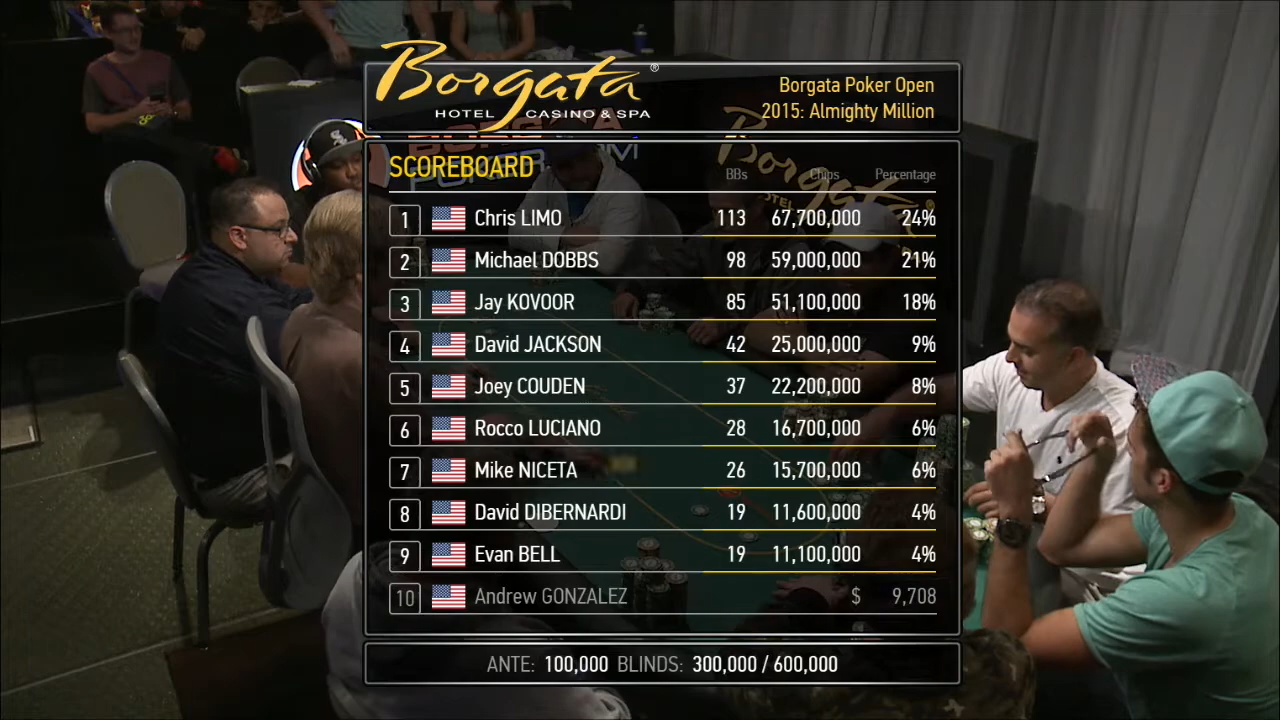 Borgata®
HOTEL CASINO & SPA
Borgata Poker Open
2015: Almighty Million
SCOREBOARD
BBs Chips Percentage
1 Chris LIMO 113 67,700,000 24%
2 Michael DOBBS 98 59,000,000 21%
3 Jay KOVOOR 85 51,100,000 18%
4 David JACKSON 42 25,000,000 9%
5 Joey COUDEN 37 22,200,000 8%
6 Rocco LUCIANO 28 16,700,000 6%
7 Mike NICETA 26 15,700,000 6%
8 David DIBERNARDI 19 11,600,000 4%
9 Evan BELL 19 11,100,000 4%
10 Andrew GONZALEZ $ 9,708
ANTE: 100,000 BLINDS: 300,000 / 600,000